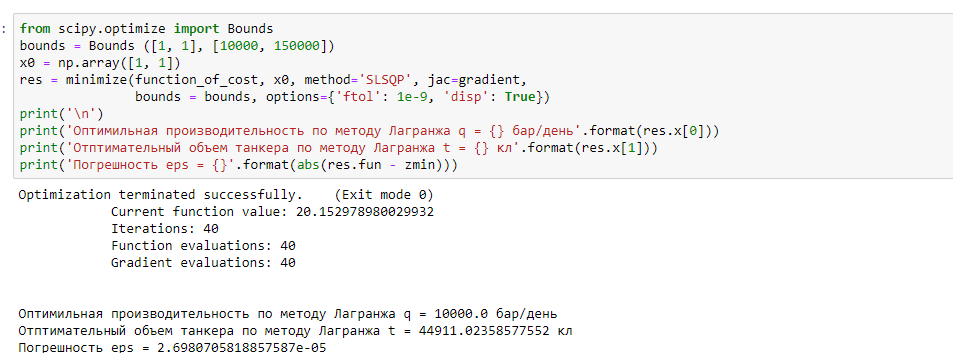 :
from scipy.optimize import Bounds
bounds = Bounds ([1, 1], [10000, 150000])
x0 = np.array([1, 1])
res = minimize(function_of_cost, x0, method='SLSQP', jac=gradient,
               bounds = bounds, options={'ftol': 1e-9, 'disp': True})
print('\n')
print('Оптимильная производительность по методу Лагранжа q = {} бар/день'.format(res.x[0]))
print('Отптимательный объем танкера по методу Лагранжа t = {} кл'.format(res.x[1]))
print('Погрешность eps = {}'.format(abs(res.fun - zmin)))
Optimization terminated successfully.    (Exit mode 0)
            Current function value: 20.152978980029932
            Iterations: 40
            Function evaluations: 40
            Gradient evaluations: 40
Оптимильная производительность по методу Лагранжа q = 10000.0 бар/день
Отптимательный объем танкера по методу Лагранжа t = 44911.02358577552 кл
Погрешность eps = 2.6980705818857587e-05